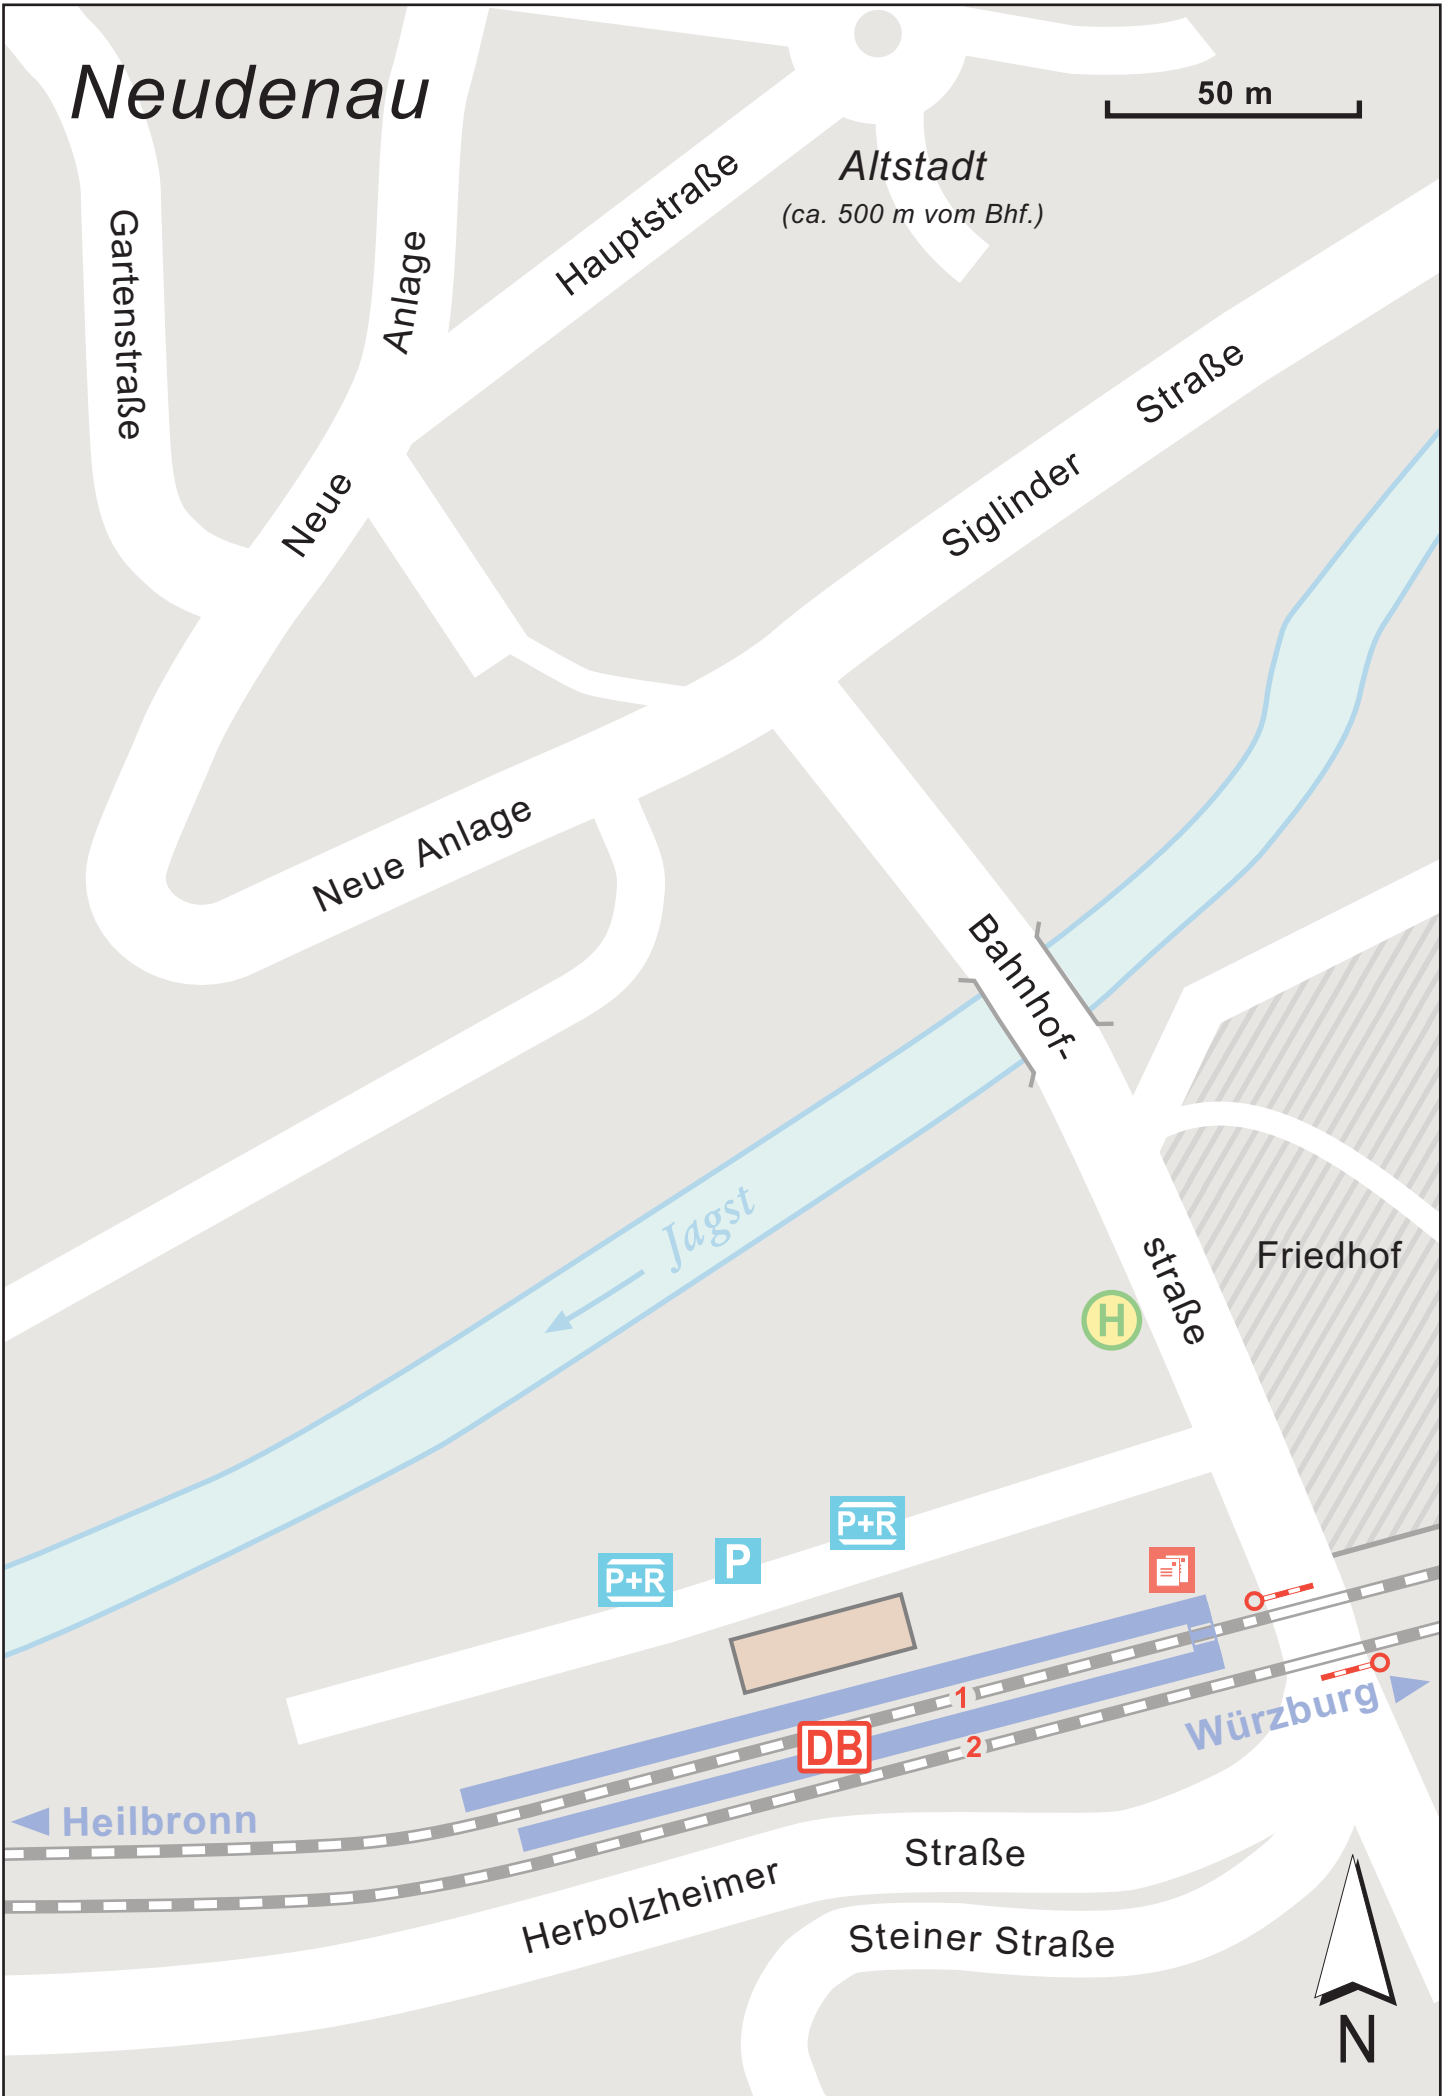 Neudenau
50 m
Altstadt
(ca. 500 m vom Bhf.)
Hauptstraße
Gartenstraße
Anlage
Neue
Siglinder Straße
Neue Anlage
Bahnhof-
straße
Jagst
Friedhof
H
P+R
P
P+R
1
DB
2
Würzburg
Heilbronn
Herbolzheimer Straße
Steiner Straße
N